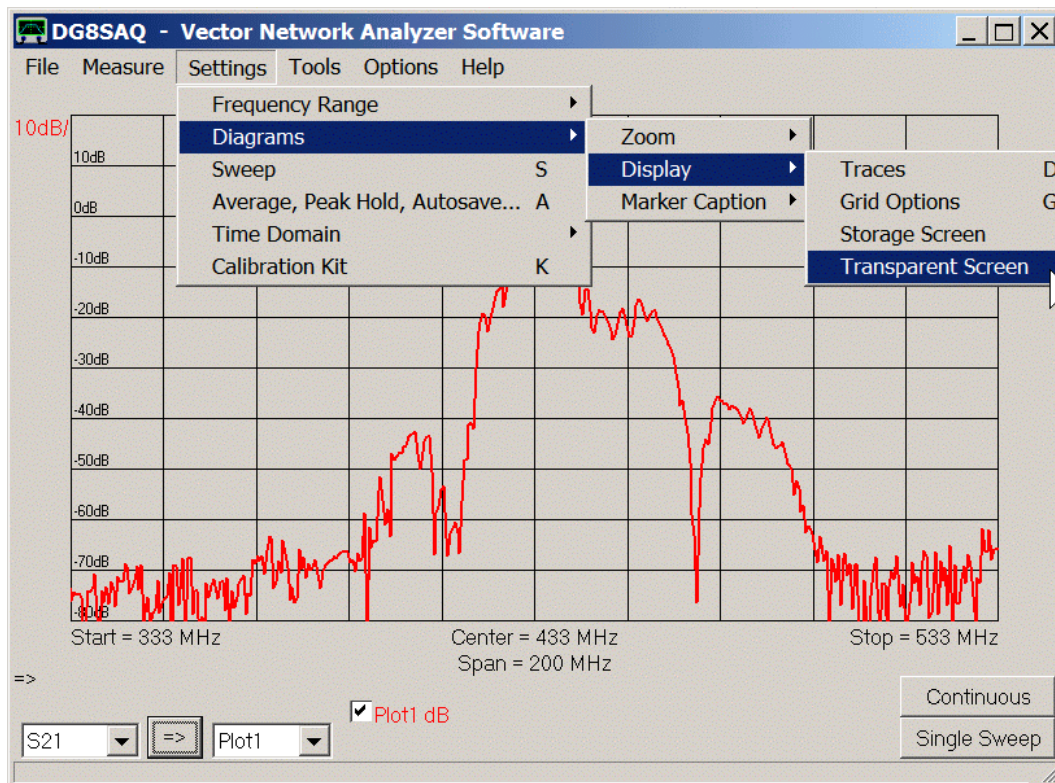 DG8SAQ - Vector Network Analyzer Software
File Measure Settings Tools Options Help
Frequency Range
Diagrams
Sweep S
Average, Peak Hold, Autosave... A
Time Domain
Calibration Kit K
Zoom
Display
Marker Caption
Traces D
Grid Options G
Storage Screen
Transparent Screen
10dB/
10dB
0dB
-10dB
-20dB
-30dB
-40dB
-50dB
-60dB
-70dB
-80dB
Start = 333 MHz Center = 433 MHz Stop = 533 MHz
Span = 200 MHz
=>
Continuous
Plot1 dB
S21 => Plot1 Single Sweep